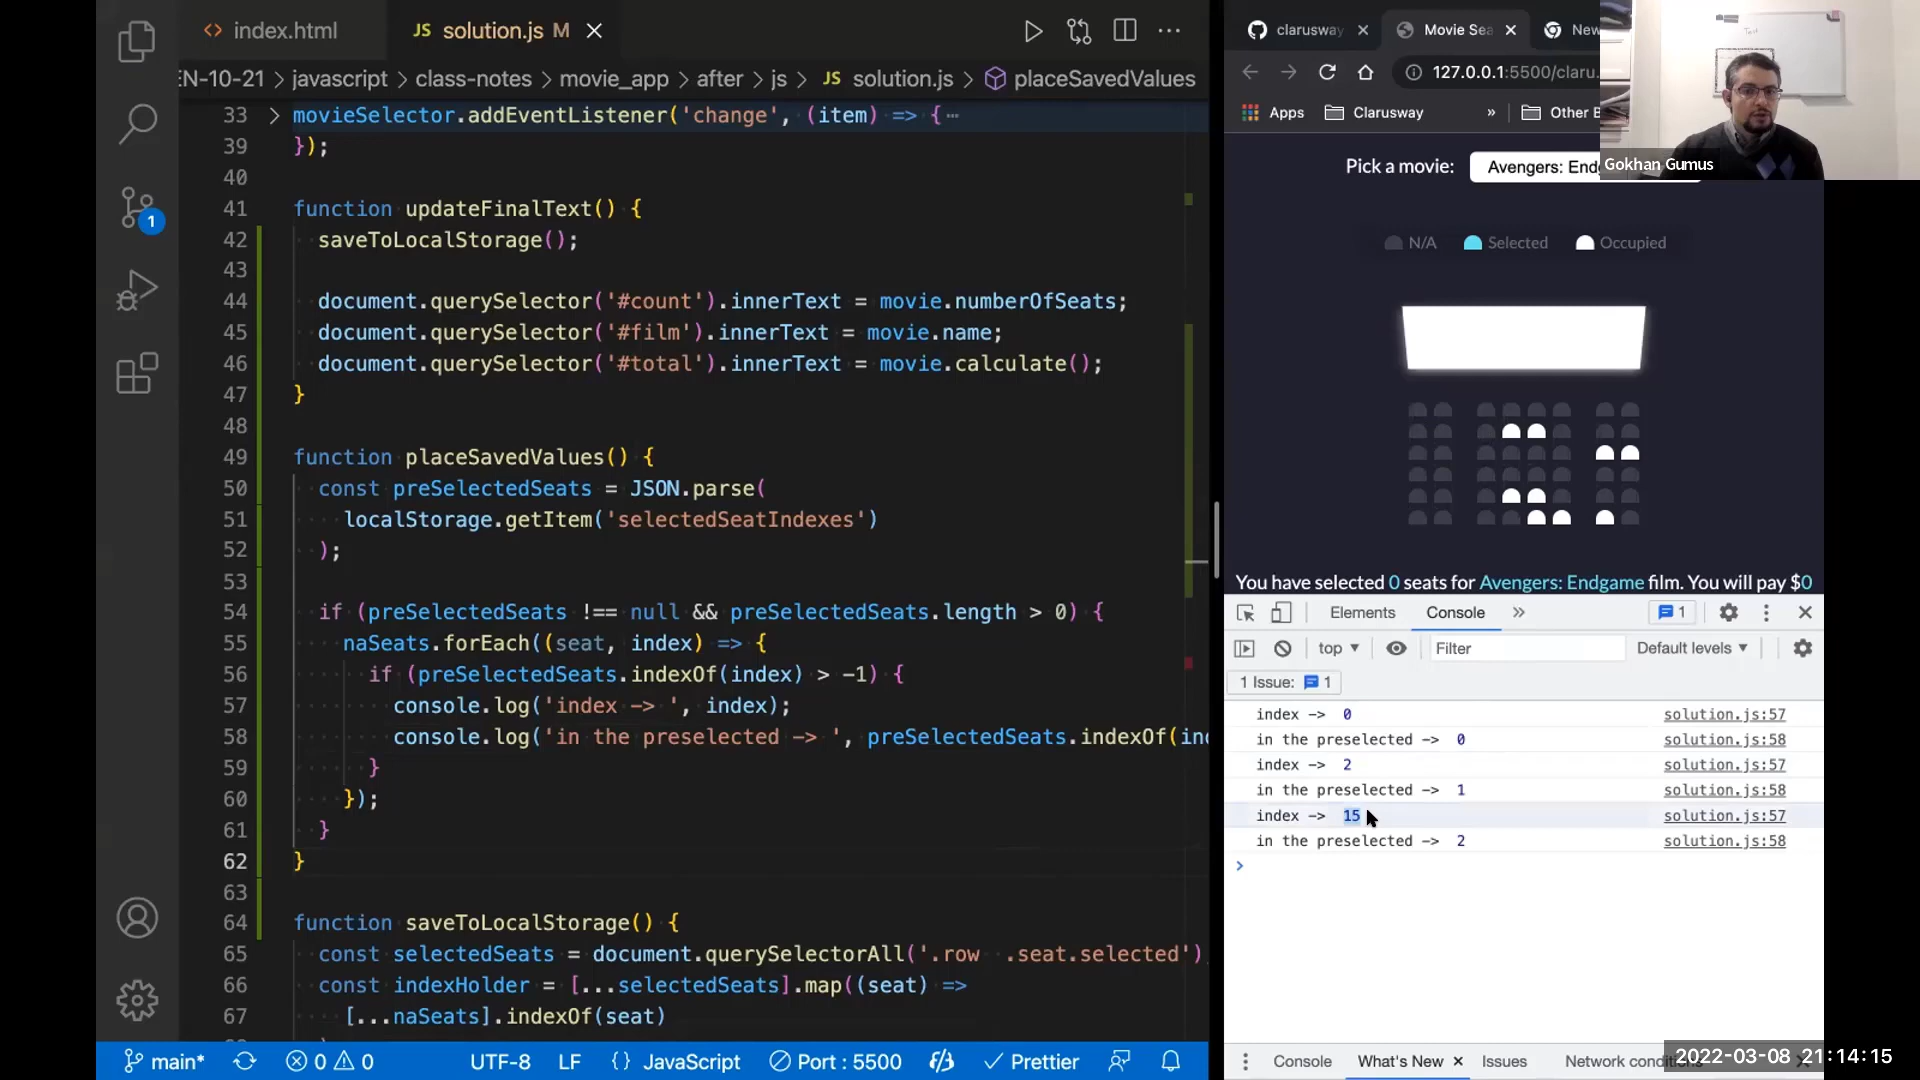 index.html
JS solution.js M
EN-10-21 > javascript > class-notes > movie_app > after > js > JS solution.js > placeSavedValues
33 movieSelector.addEventListener('change', (item) => {
39 });
40
41 function updateFinalText() {
42 saveToLocalStorage();
43
44 document.querySelector('#count').innerText = movie.numberOfSeats;
45 document.querySelector('#film').innerText = movie.name;
46 document.querySelector('#total').innerText = movie.calculate();
47 }
48
49 function placeSavedValues() {
50 const preSelectedSeats = JSON.parse(
51 localStorage.getItem('selectedSeatIndexes')
52 );
53
54 if (preSelectedSeats !== null && preSelectedSeats.length > 0) {
55 naSeats.forEach((seat, index) => {
56 if (preSelectedSeats.indexOf(index) > -1) {
57 console.log('index -> ', index);
58 console.log('in the preselected -> ', preSelectedSeats.indexOf(ind
59 }
60 });
61 }
62 }
63
64 function saveToLocalStorage() {
65 const selectedSeats = document.querySelectorAll('.row .seat.selected')
66 const indexHolder = [...selectedSeats].map((seat) =>
67 [...naSeats].indexOf(seat)
1
main* 0 0 UTF-8 LF {} JavaScript Port : 5500 Prettier
clarusway Movie Sea New
127.0.0.1:5500/claru
Apps Clarusway » Other B
Gokhan Gumus
Pick a movie: Avengers: Endg
N/A Selected Occupied
You have selected 0 seats for Avengers: Endgame film. You will pay $0
Elements Console » 1
top Filter Default levels
1 Issue: 1
index -> 0 solution.js:57
in the preselected -> 0 solution.js:58
index -> 2 solution.js:57
in the preselected -> 1 solution.js:58
index -> 15 solution.js:57
in the preselected -> 2 solution.js:58
>
Console What's New Issues Network condit
2022-03-08 21:14:15